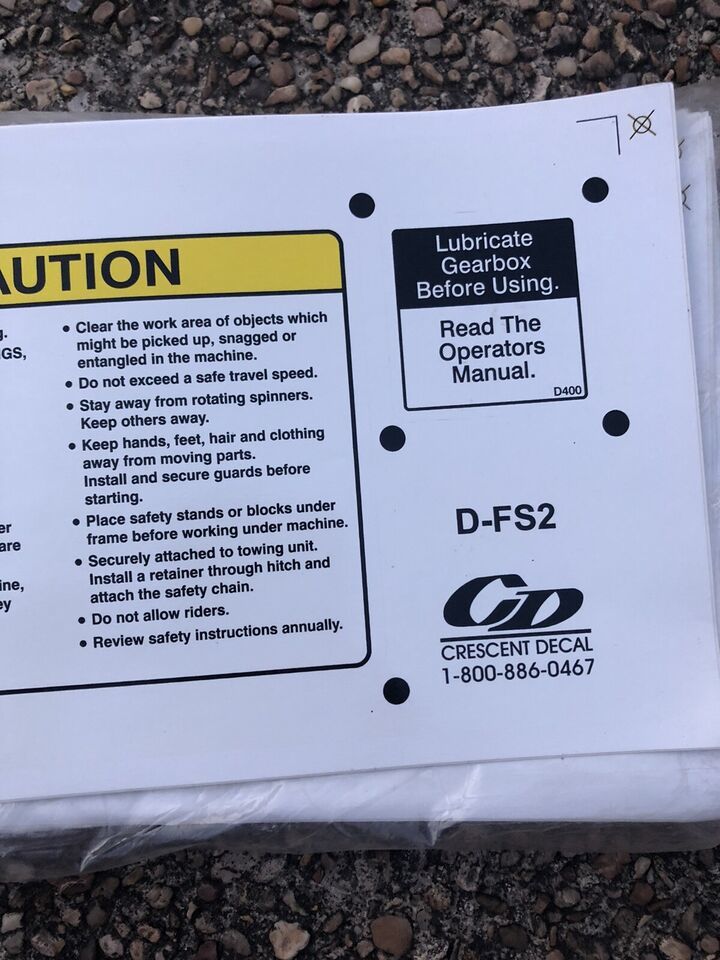 AUTION
g.
GS,
er
are
ine,
ey
• Clear the work area of objects which
might be picked up, snagged or
entangled in the machine.
• Do not exceed a safe travel speed.
• Stay away from rotating spinners.
Keep others away.
• Keep hands, feet, hair and clothing
away from moving parts.
Install and secure guards before
starting.
• Place safety stands or blocks under
frame before working under machine.
• Securely attached to towing unit.
Install a retainer through hitch and
attach the safety chain.
• Do not allow riders.
• Review safety instructions annually.
Lubricate
Gearbox
Before Using.
Read The
Operators
Manual.
D400
D-FS2
CD
CRESCENT DECAL
1-800-886-0467